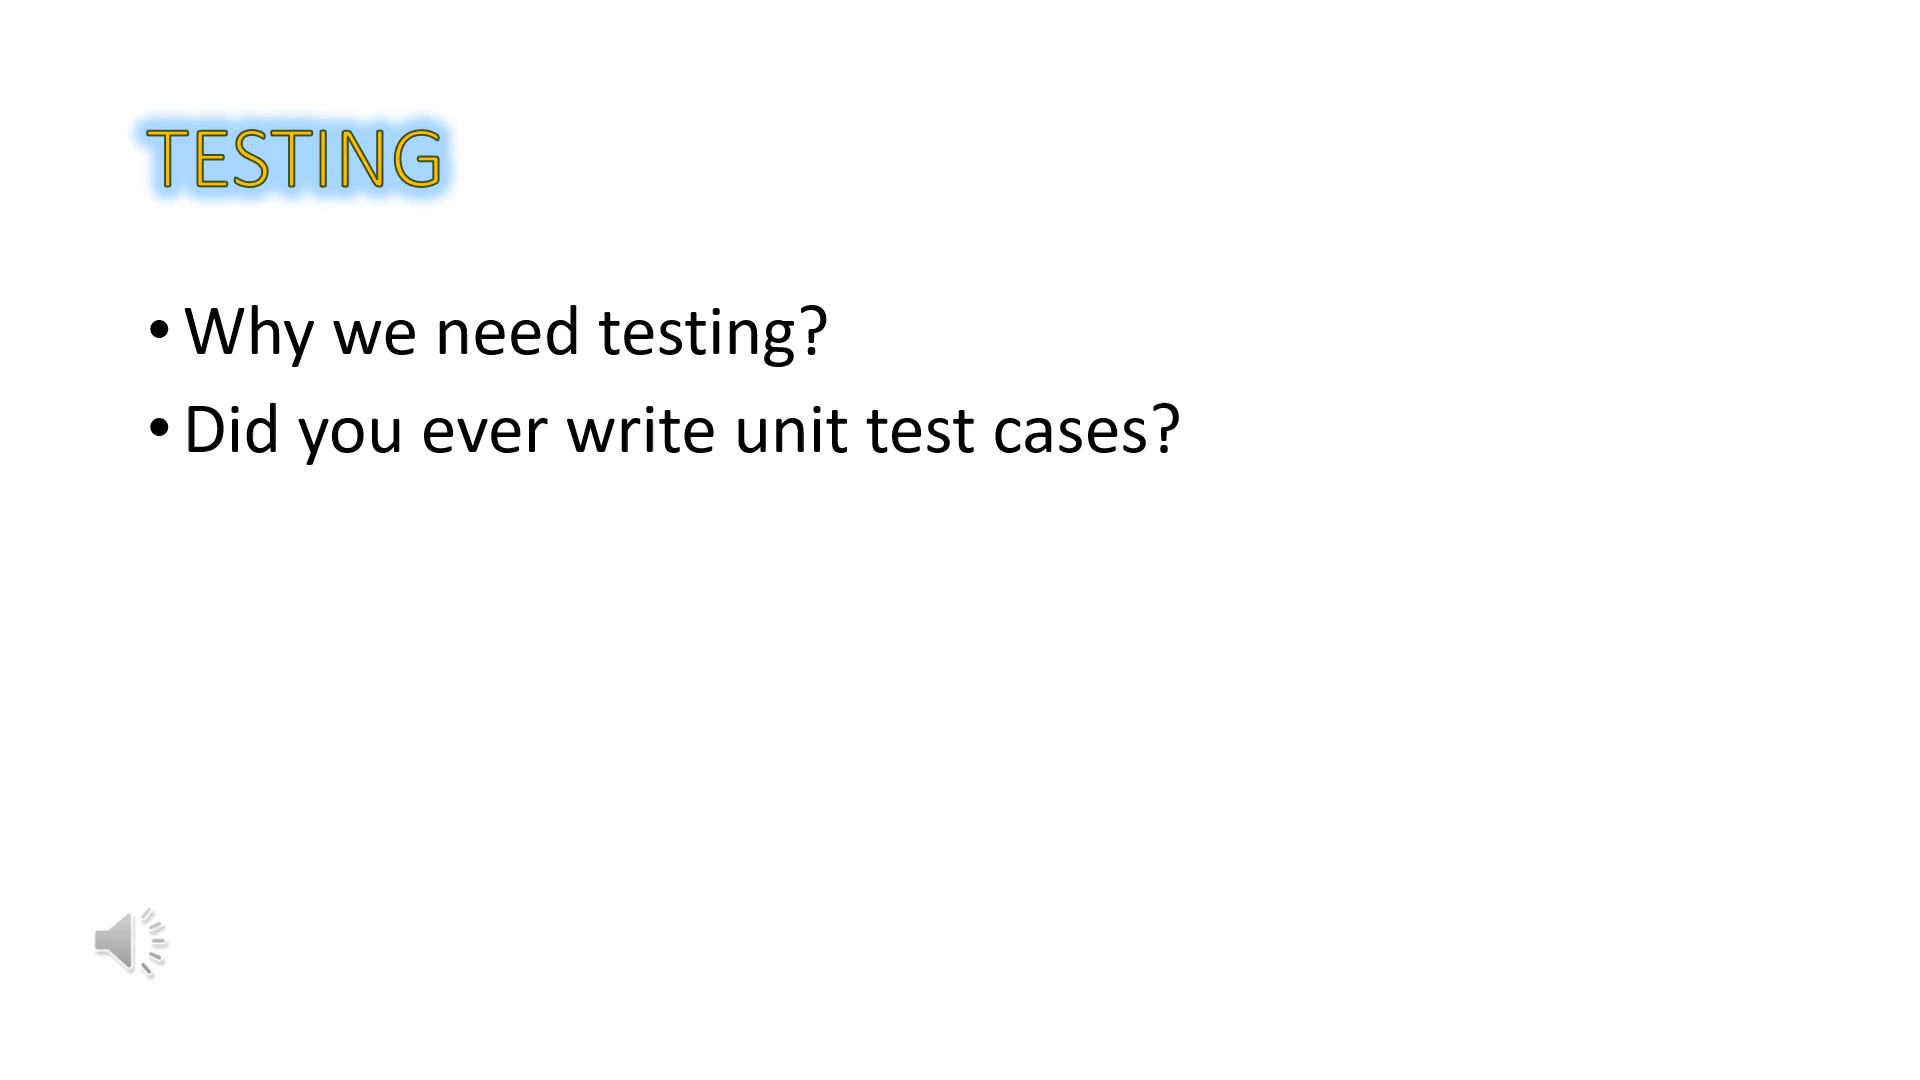 TESTING
• Why we need testing?
• Did you ever write unit test cases?